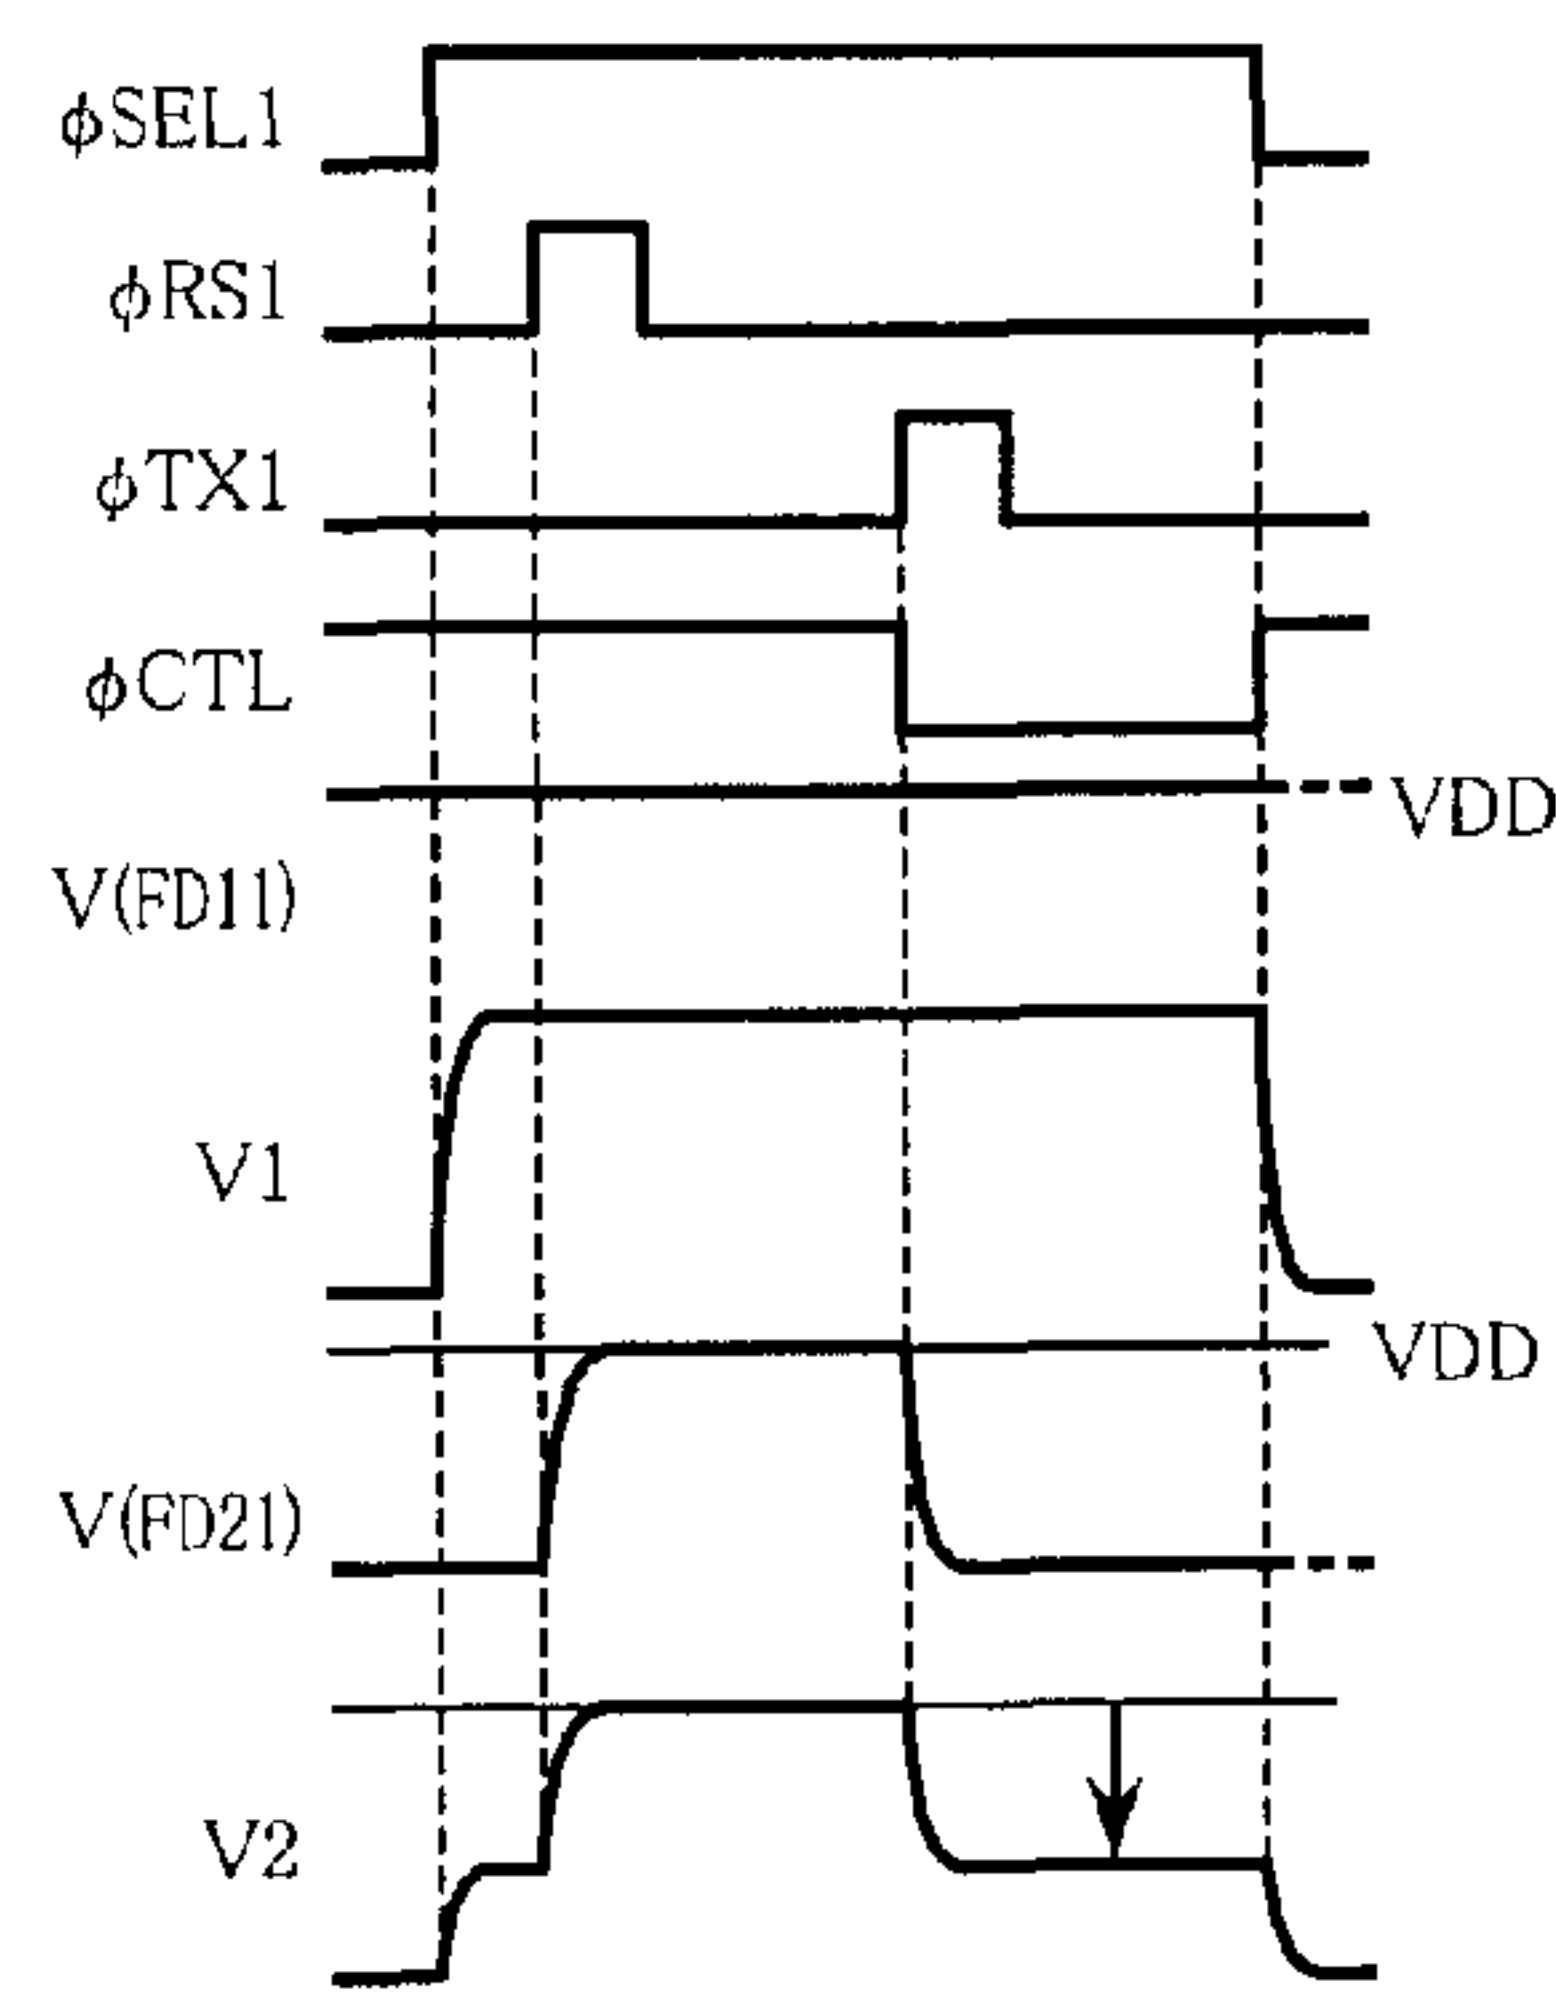 φSEL1
φRS1
φTX1
φCTL
VDD
V(FD11)
V1
VDD
V(FD21)
V2